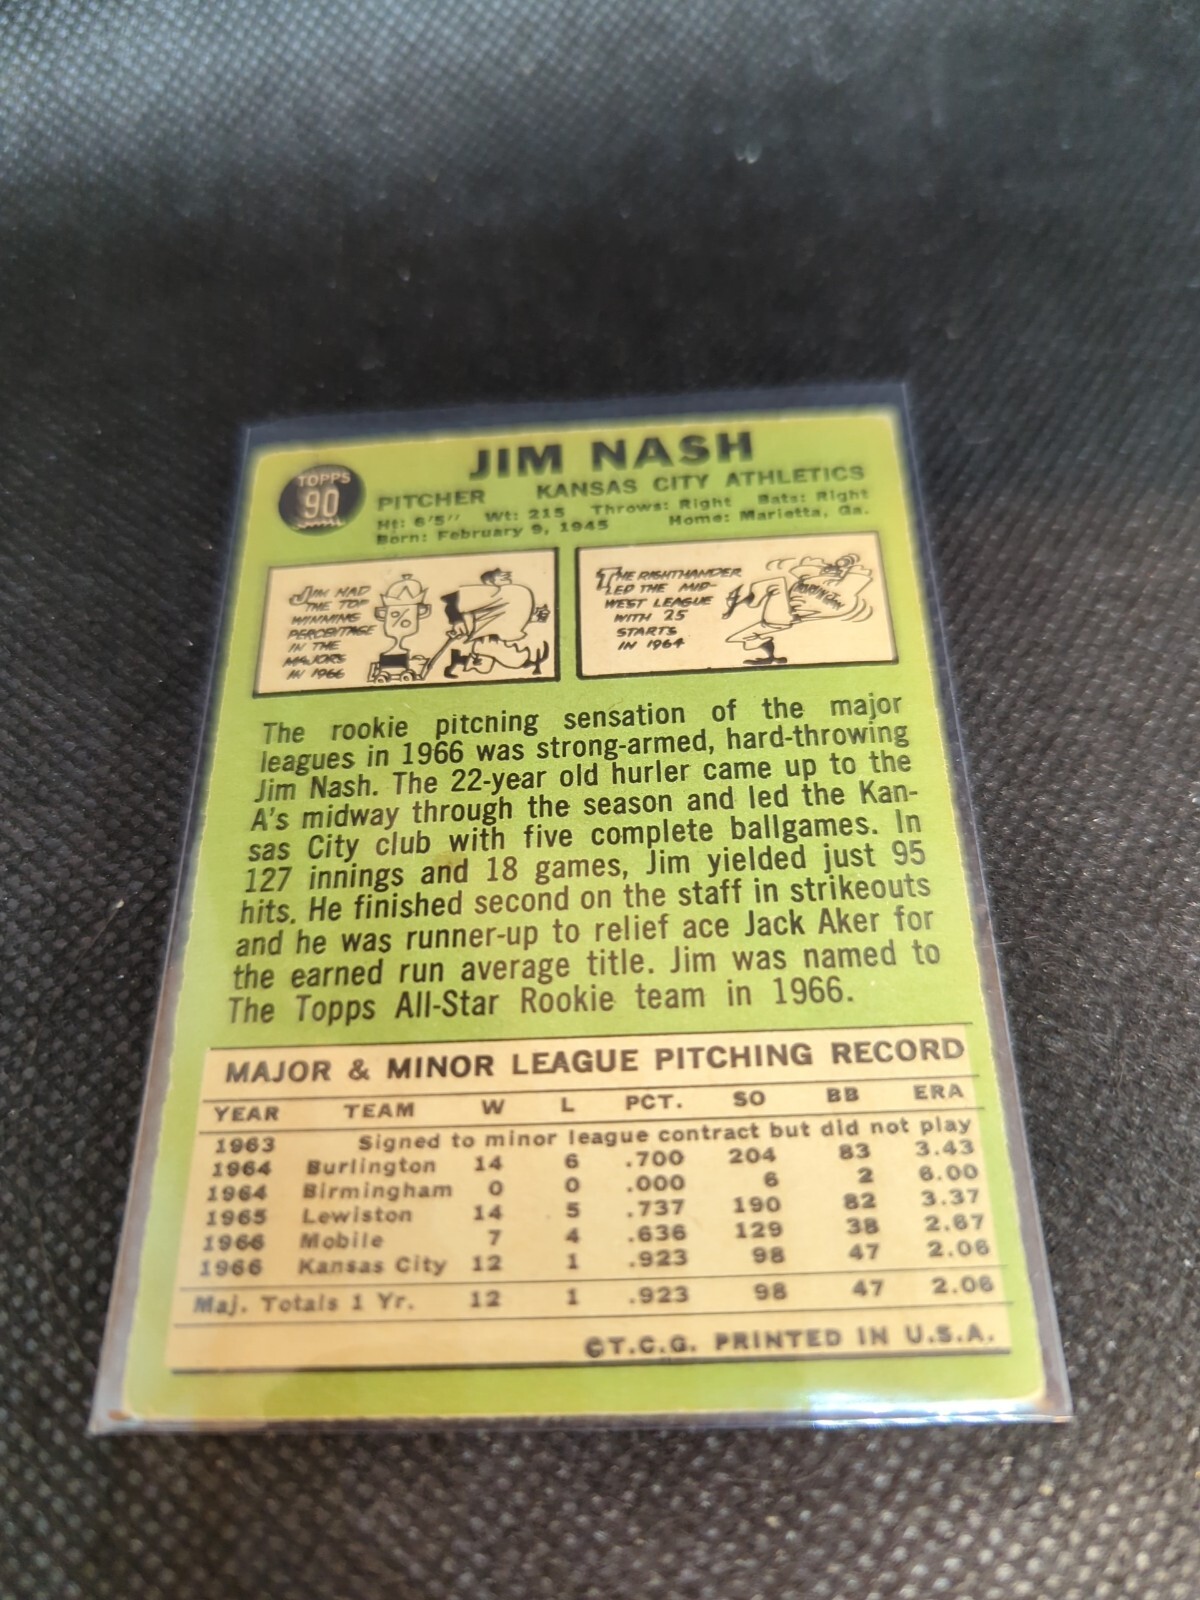 TOPPS
90
JIM NASH
PITCHER KANSAS CITY ATHLETICS
Ht: 6'5" Wt: 215 Throws: Right Bats: Right
Born: February 9, 1945 Home: Marietta, Ga.
JIM HAD
THE TOP
WINNING
PERCENTAGE
IN THE
MAJORS
IN 1966
%
THE RIGHTHANDER
LED THE MID-
WEST LEAGUE
WITH 25
STARTS
IN 1964
The rookie pitching sensation of the major
leagues in 1966 was strong-armed, hard-throwing
Jim Nash. The 22-year old hurler came up to the
A's midway through the season and led the Kan-
sas City club with five complete ballgames. In
127 innings and 18 games, Jim yielded just 95
hits. He finished second on the staff in strikeouts
and he was runner-up to relief ace Jack Aker for
the earned run average title. Jim was named to
The Topps All-Star Rookie team in 1966.
MAJOR & MINOR LEAGUE PITCHING RECORD
YEAR TEAM W L PCT. SO BB ERA
1963 Signed to minor league contract but did not play
1964 Burlington 14 6 .700 204 83 3.43
1964 Birmingham 0 0 .000 6 2 6.00
1965 Lewiston 14 5 .737 190 82 3.37
1966 Mobile 7 4 .636 129 38 2.67
1966 Kansas City 12 1 .923 98 47 2.06
Maj. Totals 1 Yr. 12 1 .923 98 47 2.06
©T.C.G. PRINTED IN U.S.A.